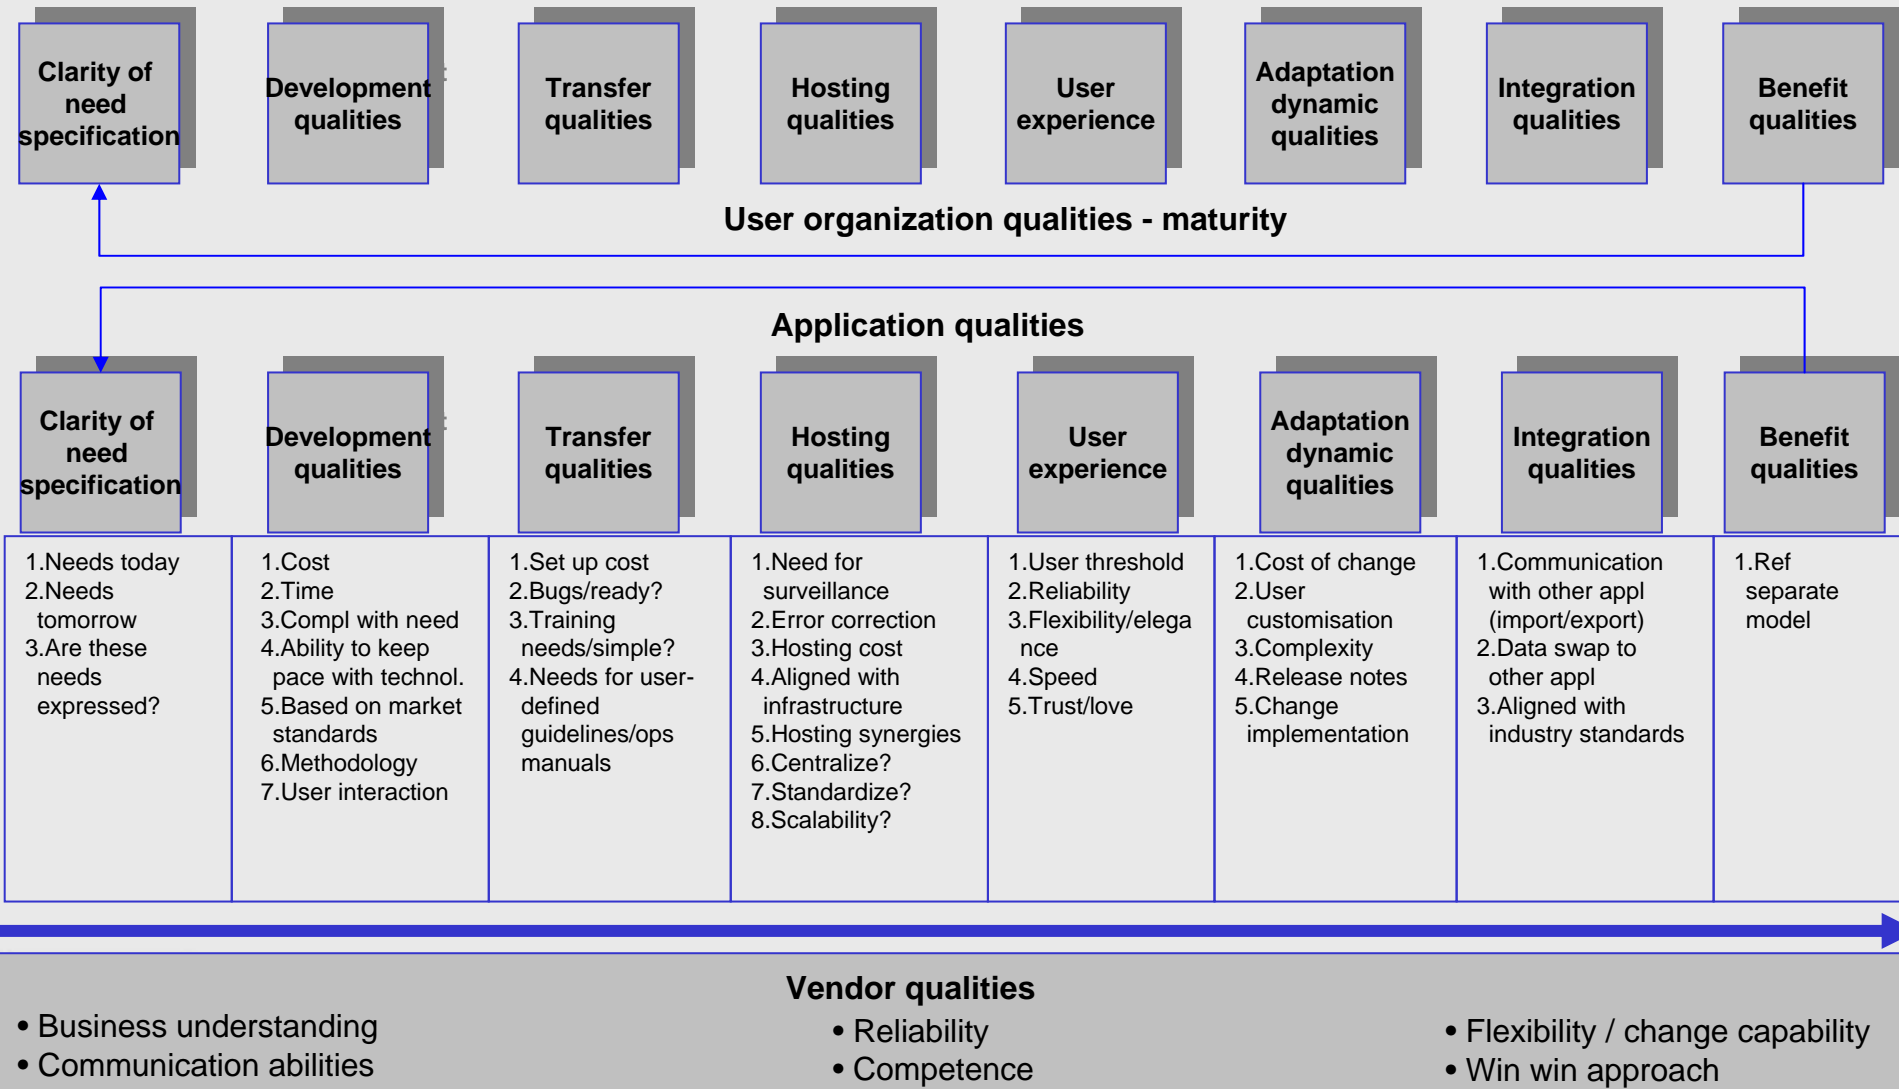 Clarity of
need
specification
Development
qualities
Transfer
qualities
Hosting
qualities
User
experience
Adaptation
dynamic
qualities
Integration
qualities
Benefit
qualities
User organization qualities - maturity
Application qualities
Clarity of
need
specification
Development
qualities
Transfer
qualities
Hosting
qualities
User
experience
Adaptation
dynamic
qualities
Integration
qualities
Benefit
qualities
1.Needs today
2.Needs
tomorrow
3.Are these
needs
expressed?
1.Cost
2.Time
3.Compl with need
4.Ability to keep
pace with technol.
5.Based on market
standards
6.Methodology
7.User interaction
1.Set up cost
2.Bugs/ready?
3.Training
needs/simple?
4.Needs for user-
defined
guidelines/ops
manuals
1.Need for
surveillance
2.Error correction
3.Hosting cost
4.Aligned with
infrastructure
5.Hosting synergies
6.Centralize?
7.Standardize?
8.Scalability?
1.User threshold
2.Reliability
3.Flexibility/elega
nce
4.Speed
5.Trust/love
1.Cost of change
2.User
customisation
3.Complexity
4.Release notes
5.Change
implementation
1.Communication
with other appl
(import/export)
2.Data swap to
other appl
3.Aligned with
industry standards
1.Ref
separate
model
Vendor qualities
• Business understanding
• Communication abilities
• Reliability
• Competence
• Flexibility / change capability
• Win win approach